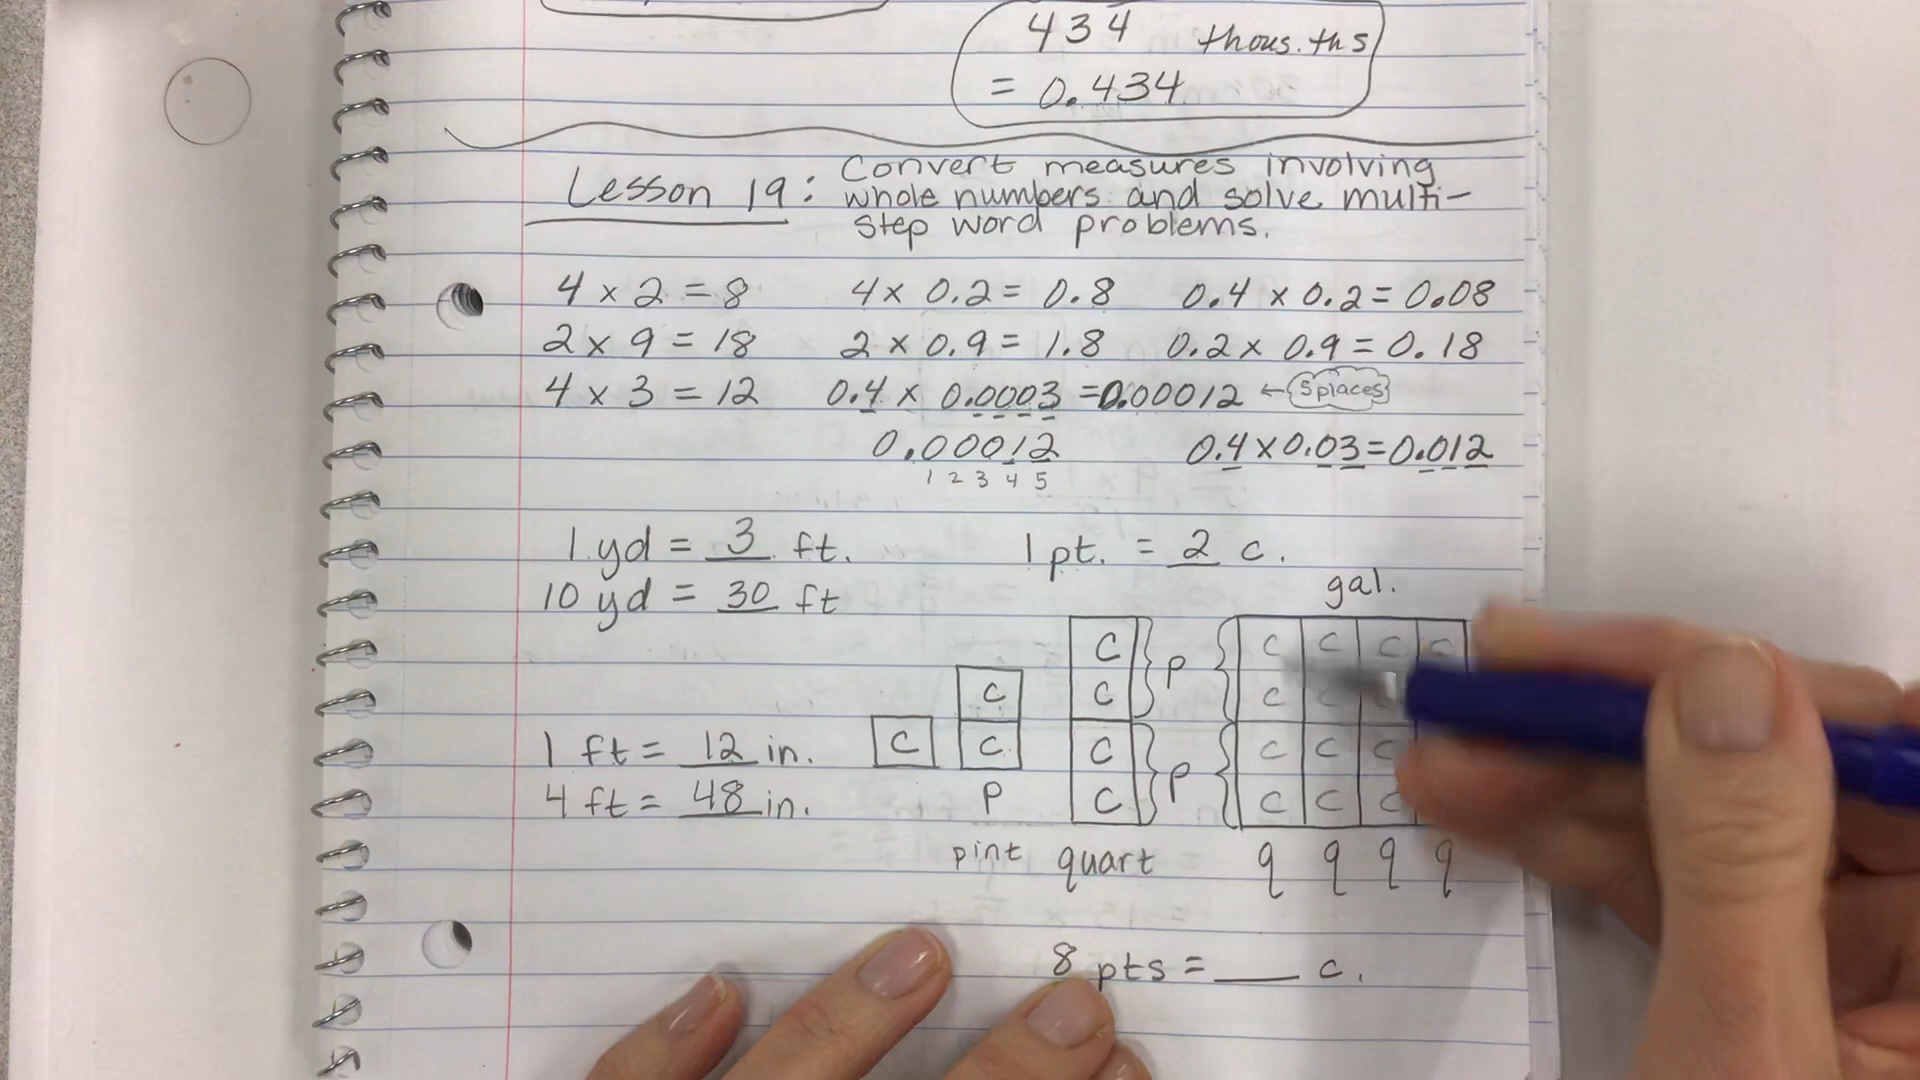 434 thous.ths
= 0.434
Lesson 19: Convert measures involving
whole numbers and solve multi-
step word problems.
4 x 2 = 8 4 x 0.2 = 0.8 0.4 x 0.2 = 0.08
2 x 9 = 18 2 x 0.9 = 1.8 0.2 x 0.9 = 0.18
4 x 3 = 12 0.4 x 0.0003 = 0.00012 ← 5 places
0.00012 0.4 x 0.03 = 0.012
1 2 3 4 5
1 yd = 3 ft. 1 pt. = 2 c.
10 yd = 30 ft gal.
C P C C C C
C C C C
1 ft = 12 in. C C C P C C C
4 ft = 48 in. P C C C C
pint quart q q q q
8 pts = ___ c.